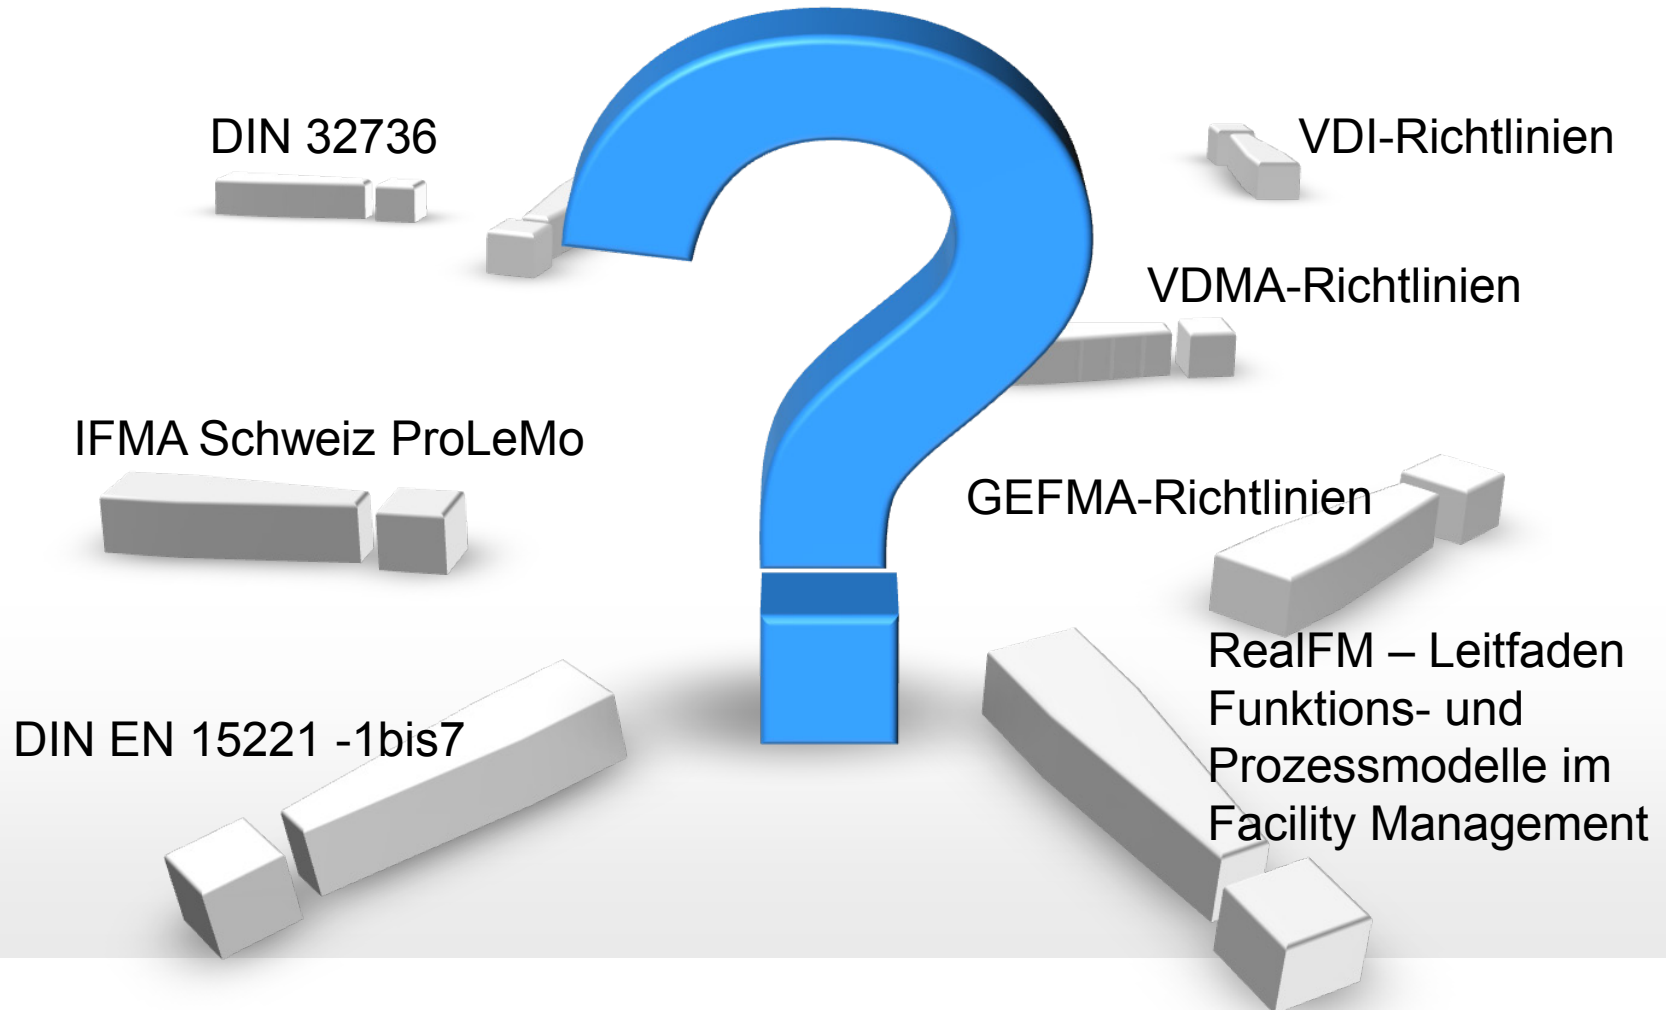 DIN 32736
VDI-Richtlinien
VDMA-Richtlinien
IFMA Schweiz ProLeMo
GEFMA-Richtlinien
RealFM – Leitfaden
Funktions- und
Prozessmodelle im
Facility Management
DIN EN 15221 -1bis7